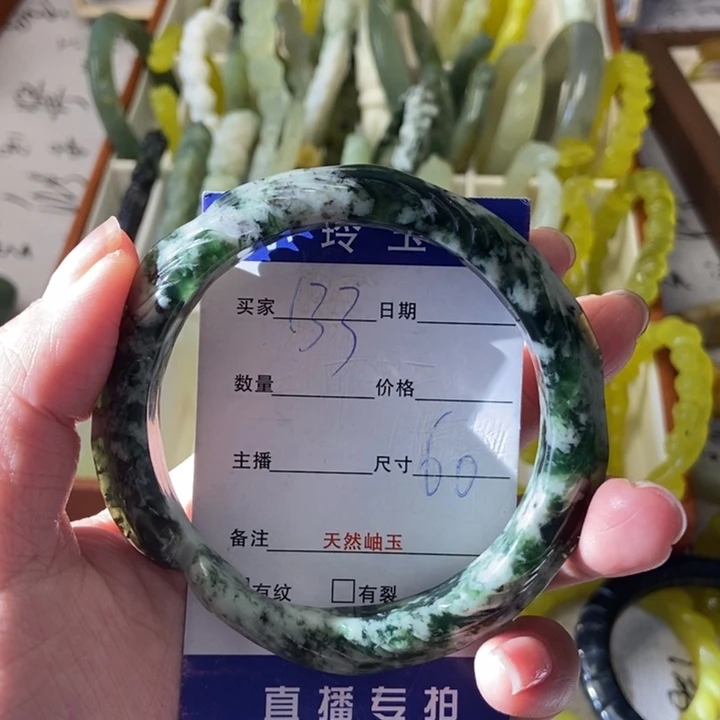 玲玉
买家 133 日期
数量 价格
主播 尺寸 60
备注 天然岫玉
有纹 □有裂
直播专拍